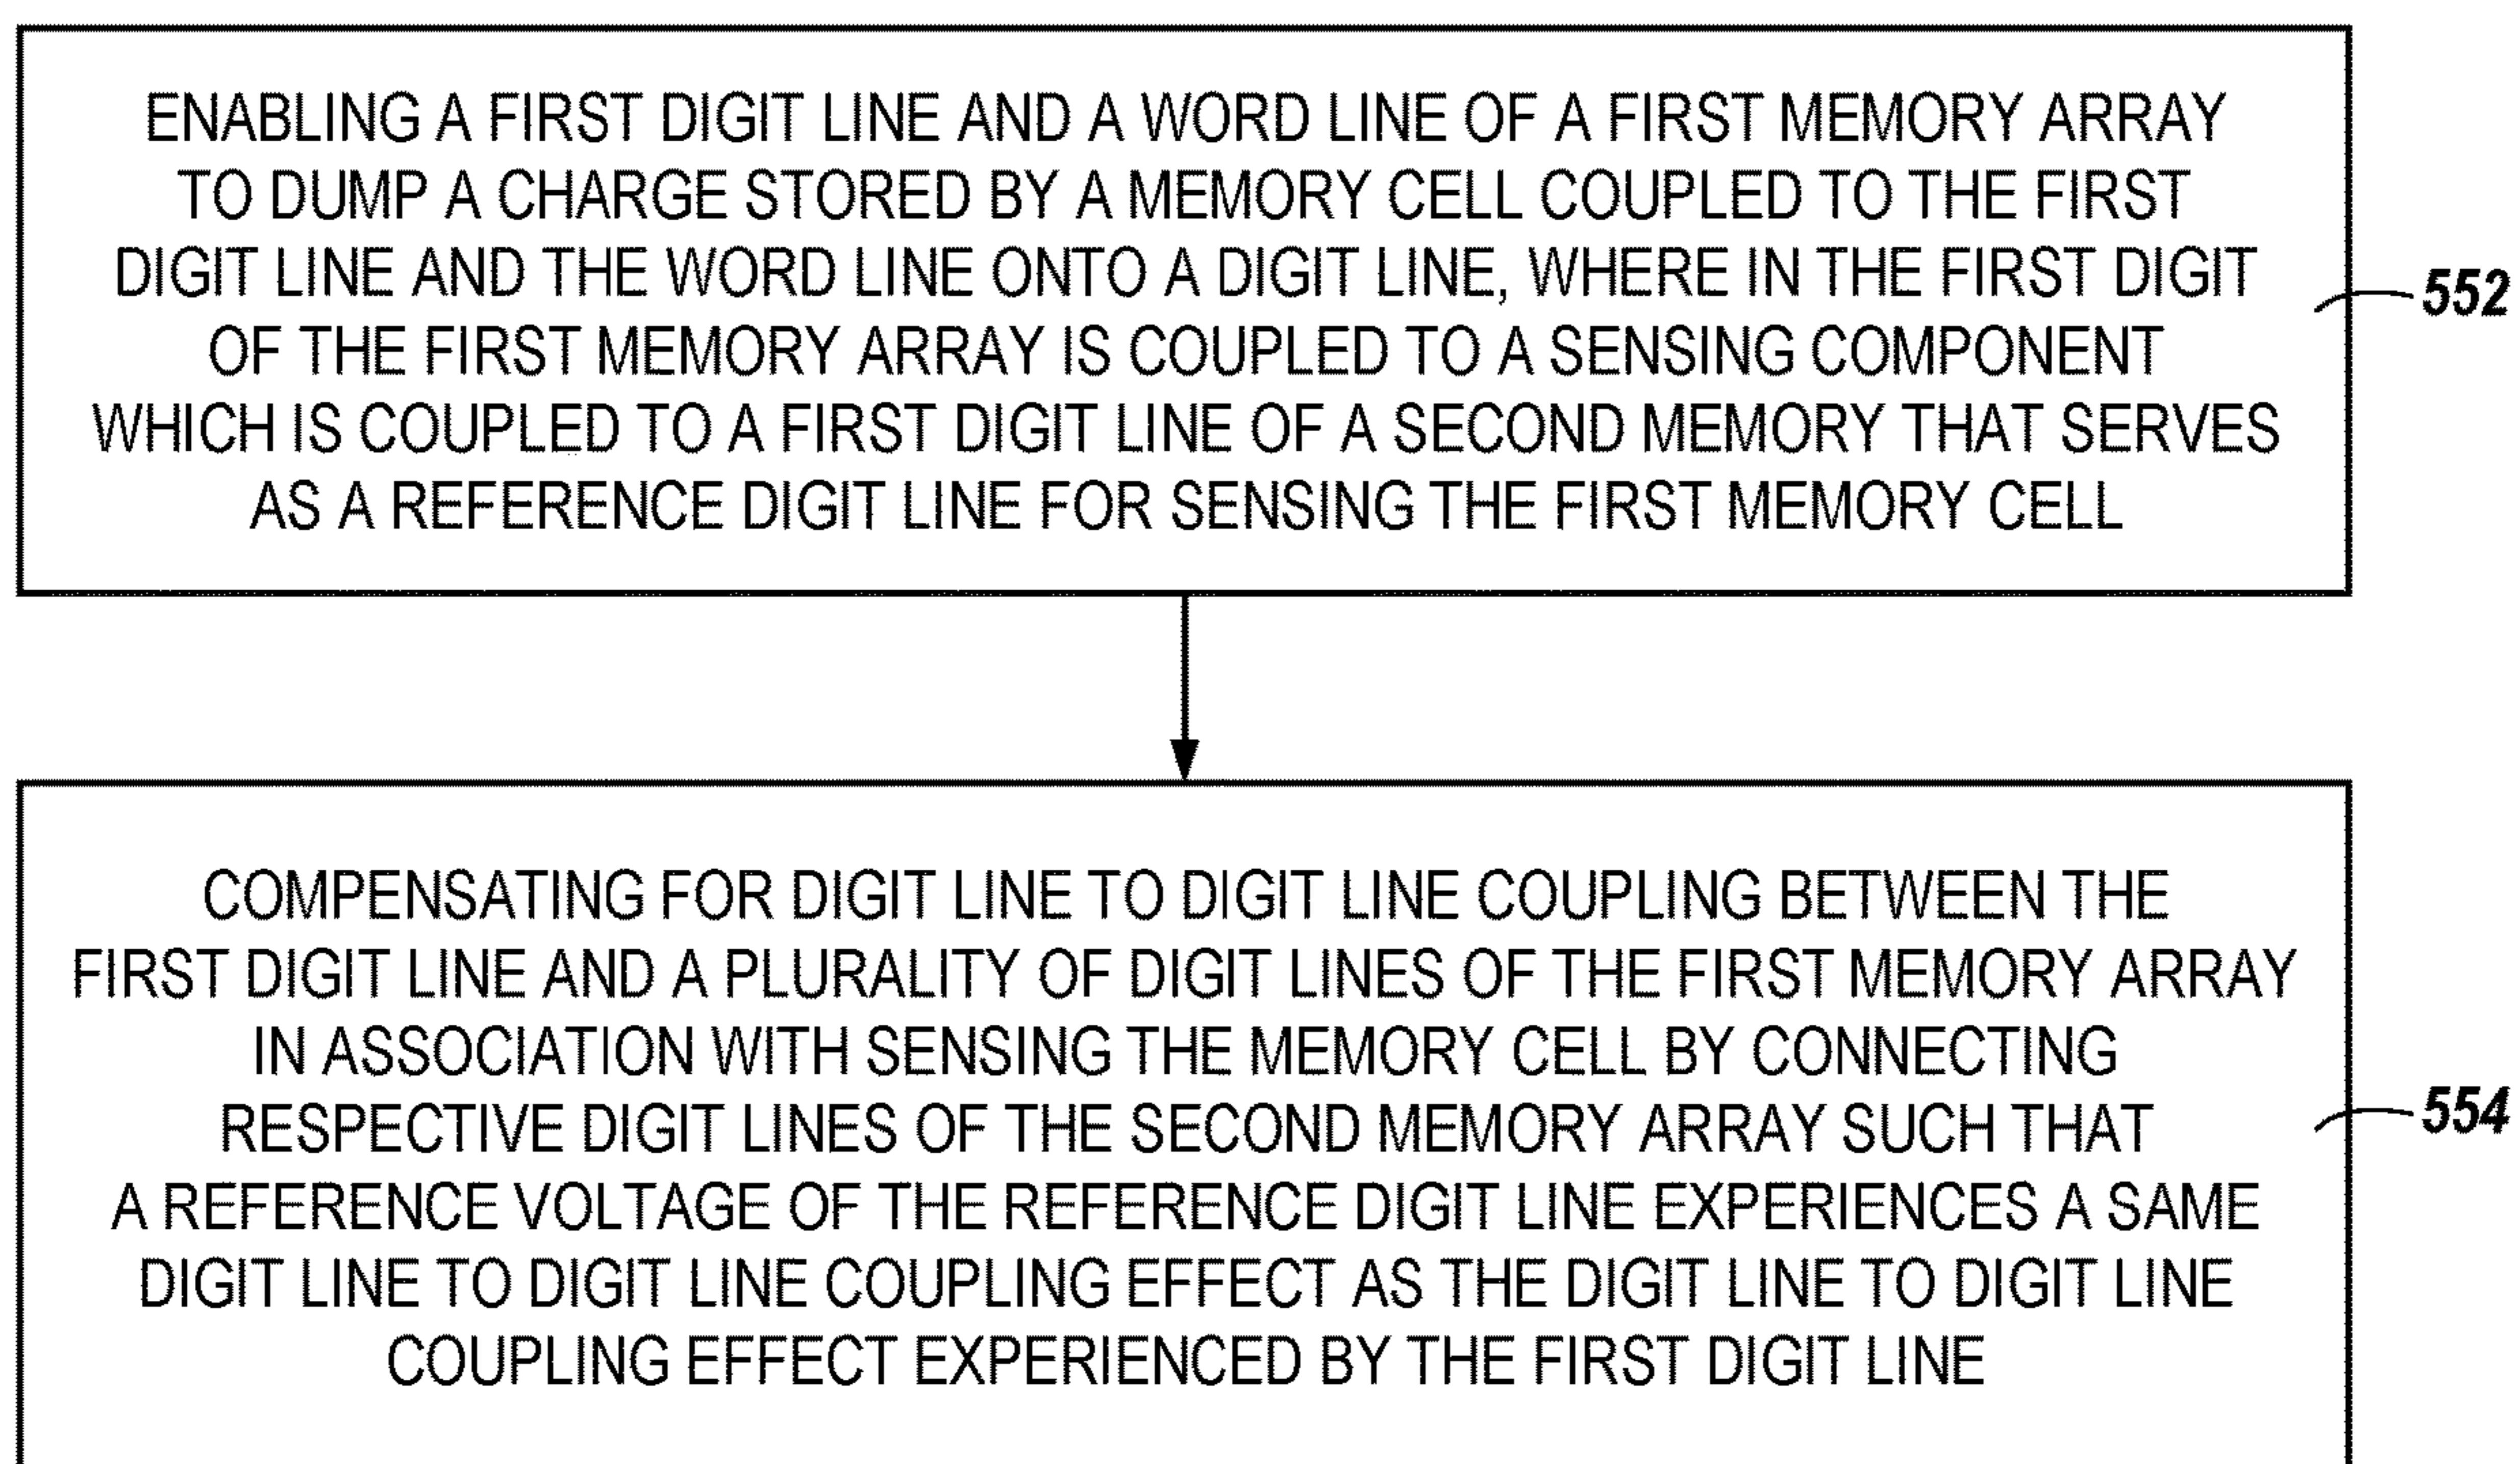 ENABLING A FIRST DIGIT LINE AND A WORD LINE OF A FIRST MEMORY ARRAY
TO DUMP A CHARGE STORED BY A MEMORY CELL COUPLED TO THE FIRST
DIGIT LINE AND THE WORD LINE ONTO A DIGIT LINE, WHERE IN THE FIRST DIGIT
OF THE FIRST MEMORY ARRAY IS COUPLED TO A SENSING COMPONENT
WHICH IS COUPLED TO A FIRST DIGIT LINE OF A SECOND MEMORY THAT SERVES
AS A REFERENCE DIGIT LINE FOR SENSING THE FIRST MEMORY CELL
552
COMPENSATING FOR DIGIT LINE TO DIGIT LINE COUPLING BETWEEN THE
FIRST DIGIT LINE AND A PLURALITY OF DIGIT LINES OF THE FIRST MEMORY ARRAY
IN ASSOCIATION WITH SENSING THE MEMORY CELL BY CONNECTING
RESPECTIVE DIGIT LINES OF THE SECOND MEMORY ARRAY SUCH THAT
A REFERENCE VOLTAGE OF THE REFERENCE DIGIT LINE EXPERIENCES A SAME
DIGIT LINE TO DIGIT LINE COUPLING EFFECT AS THE DIGIT LINE TO DIGIT LINE
COUPLING EFFECT EXPERIENCED BY THE FIRST DIGIT LINE
554